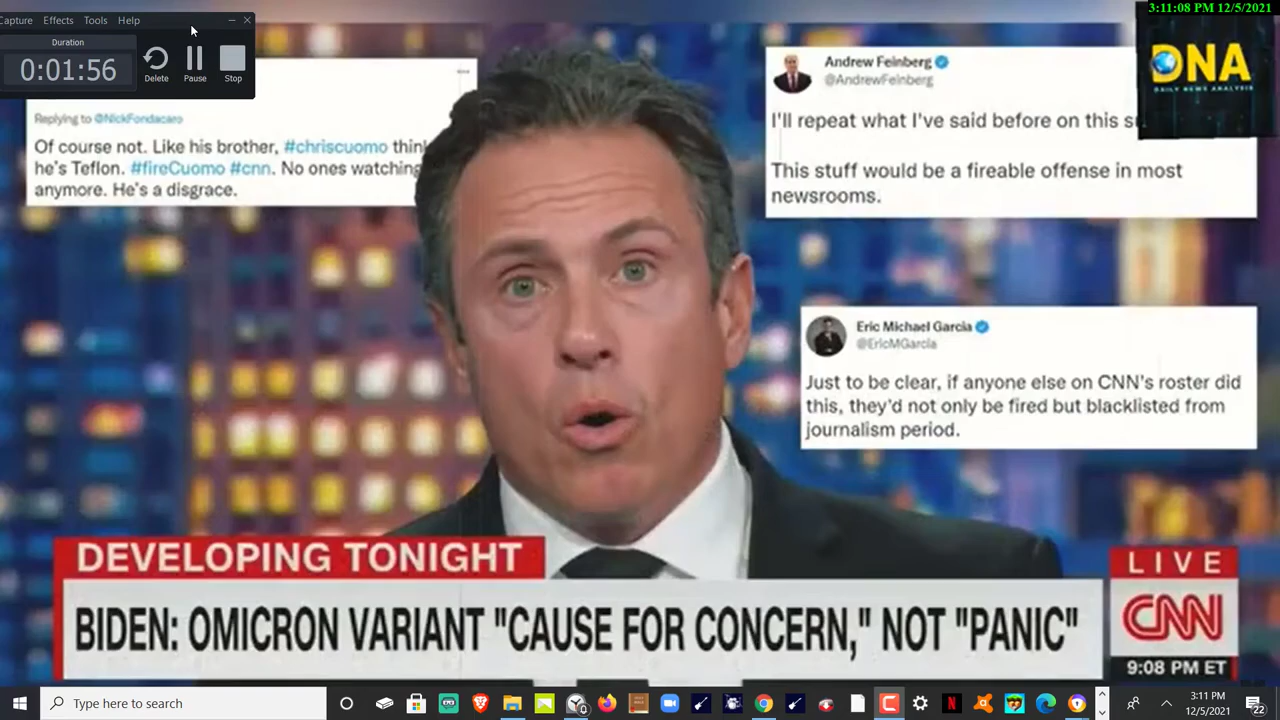 Capture Effects Tools Help
Duration
0:01:56
Delete Pause Stop
3:11:08 PM 12/5/2021
DNA
DAILY NEWS ANALYSIS
Replying to @NickFondacaro
Of course not. Like his brother, #chriscuomo think
he's Teflon. #fireCuomo #cnn. No ones watching
anymore. He's a disgrace.
Andrew Feinberg
@AndrewFeinberg
I'll repeat what I've said before on this
This stuff would be a fireable offense in most
newsrooms.
Eric Michael Garcia
@EricMGarcia
Just to be clear, if anyone else on CNN's roster did
this, they'd not only be fired but blacklisted from
journalism period.
DEVELOPING TONIGHT
BIDEN: OMICRON VARIANT "CAUSE FOR CONCERN," NOT "PANIC"
LIVE
CNN
9:08 PM ET
Type here to search
3:11 PM
12/5/2021
22